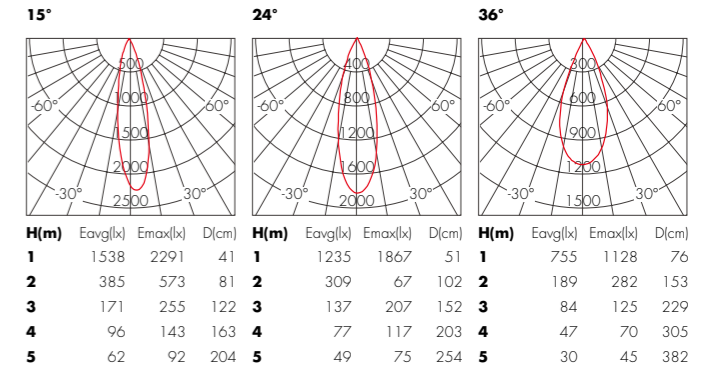 15° 24° 36°
500 400 300
1000 800 600
-60° 60° -60° 60° -60° 60°
1500 1200 900
2000 1600 1200
-30° 30° -30° 30° -30° 30°
2500 2000 1500
H(m) Eavg(lx) Emax(lx) D(cm) H(m) Eavg(lx) Emax(lx) D(cm) H(m) Eavg(lx) Emax(lx) D(cm)
1 1538 2291 41 1 1235 1867 51 1 755 1128 76
2 385 573 81 2 309 67 102 2 189 282 153
3 171 255 122 3 137 207 152 3 84 125 229
4 96 143 163 4 77 117 203 4 47 70 305
5 62 92 204 5 49 75 254 5 30 45 382